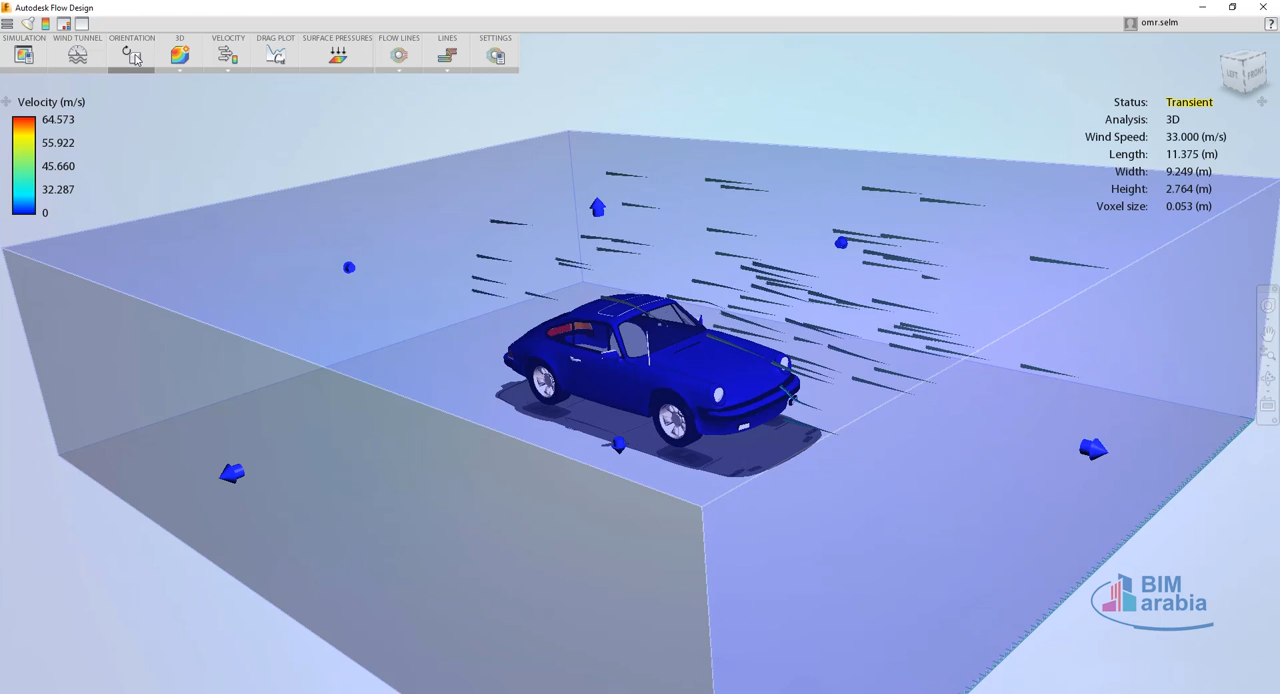 Autodesk Flow Design
omr.selm
?
SIMULATION WIND TUNNEL ORIENTATION 3D VELOCITY DRAG PLOT SURFACE PRESSURES FLOW LINES LINES SETTINGS
LEFT FRONT
Velocity (m/s)
64.573
55.922
45.660
32.287
0
Status: Transient
Analysis: 3D
Wind Speed: 33.000 (m/s)
Length: 11.375 (m)
Width: 9.249 (m)
Height: 2.764 (m)
Voxel size: 0.053 (m)
BIM
arabia